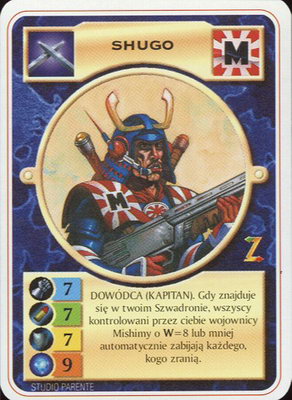 SHUGO
M
M
Z
7
7
7
9
DOWÓDCA (KAPITAN). Gdy znajduje
się w twoim Szwadronie, wszyscy
kontrolowani przez ciebie wojownicy
Mishimy o W=8 lub mniej
automatycznie zabijają każdego,
kogo zranią.
STUDIO PARENTE